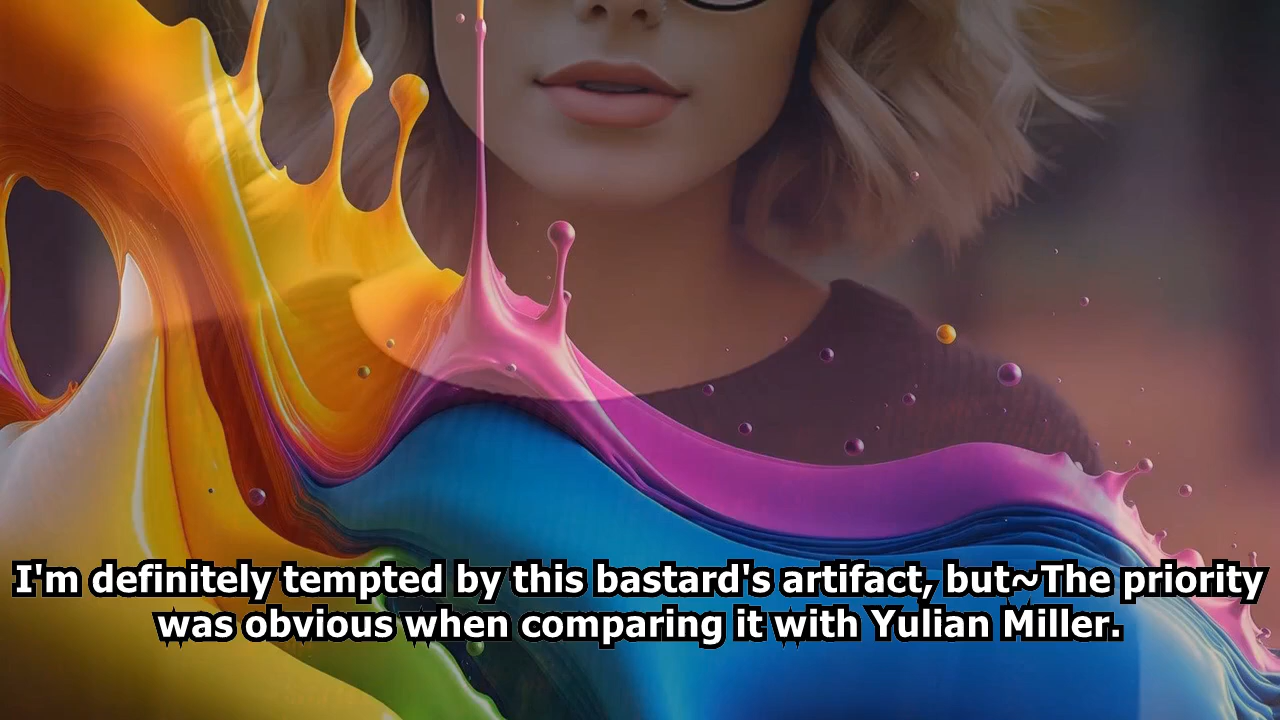 I'm definitely tempted by this bastard's artifact, but~The priority
was obvious when comparing it with Yulian Miller.